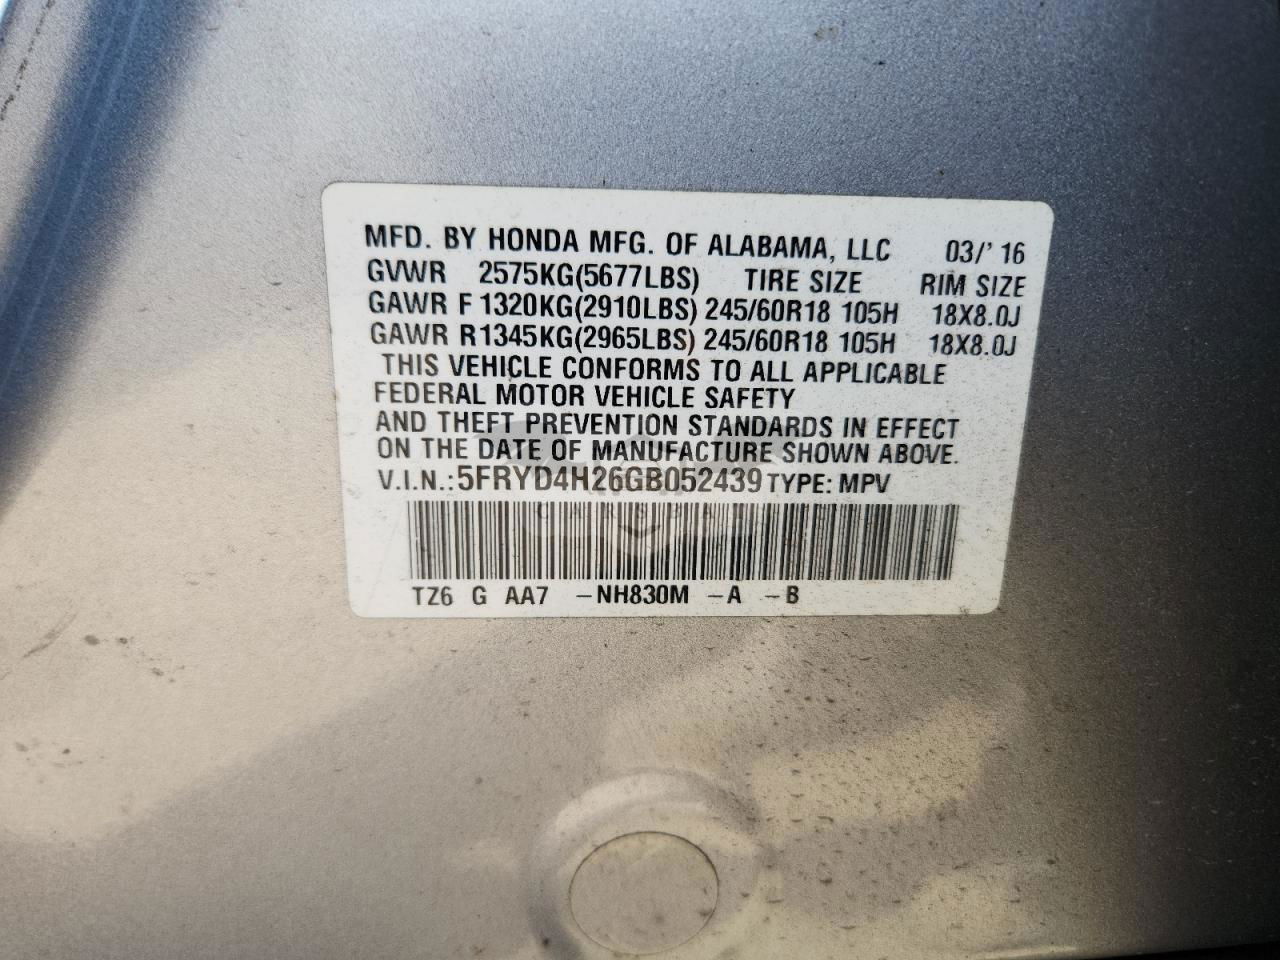 MFD. BY HONDA MFG. OF ALABAMA, LLC 03/'16
GVWR 2575KG(5677LBS) TIRE SIZE RIM SIZE
GAWR F 1320KG(2910LBS) 245/60R18 105H 18X8.0J
GAWR R1345KG(2965LBS) 245/60R18 105H 18X8.0J
THIS VEHICLE CONFORMS TO ALL APPLICABLE
FEDERAL MOTOR VEHICLE SAFETY
AND THEFT PREVENTION STANDARDS IN EFFECT
ON THE DATE OF MANUFACTURE SHOWN ABOVE.
V.I.N.:5FRYD4H26GB052439 TYPE: MPV
TZ6 G AA7 -NH830M -A -B